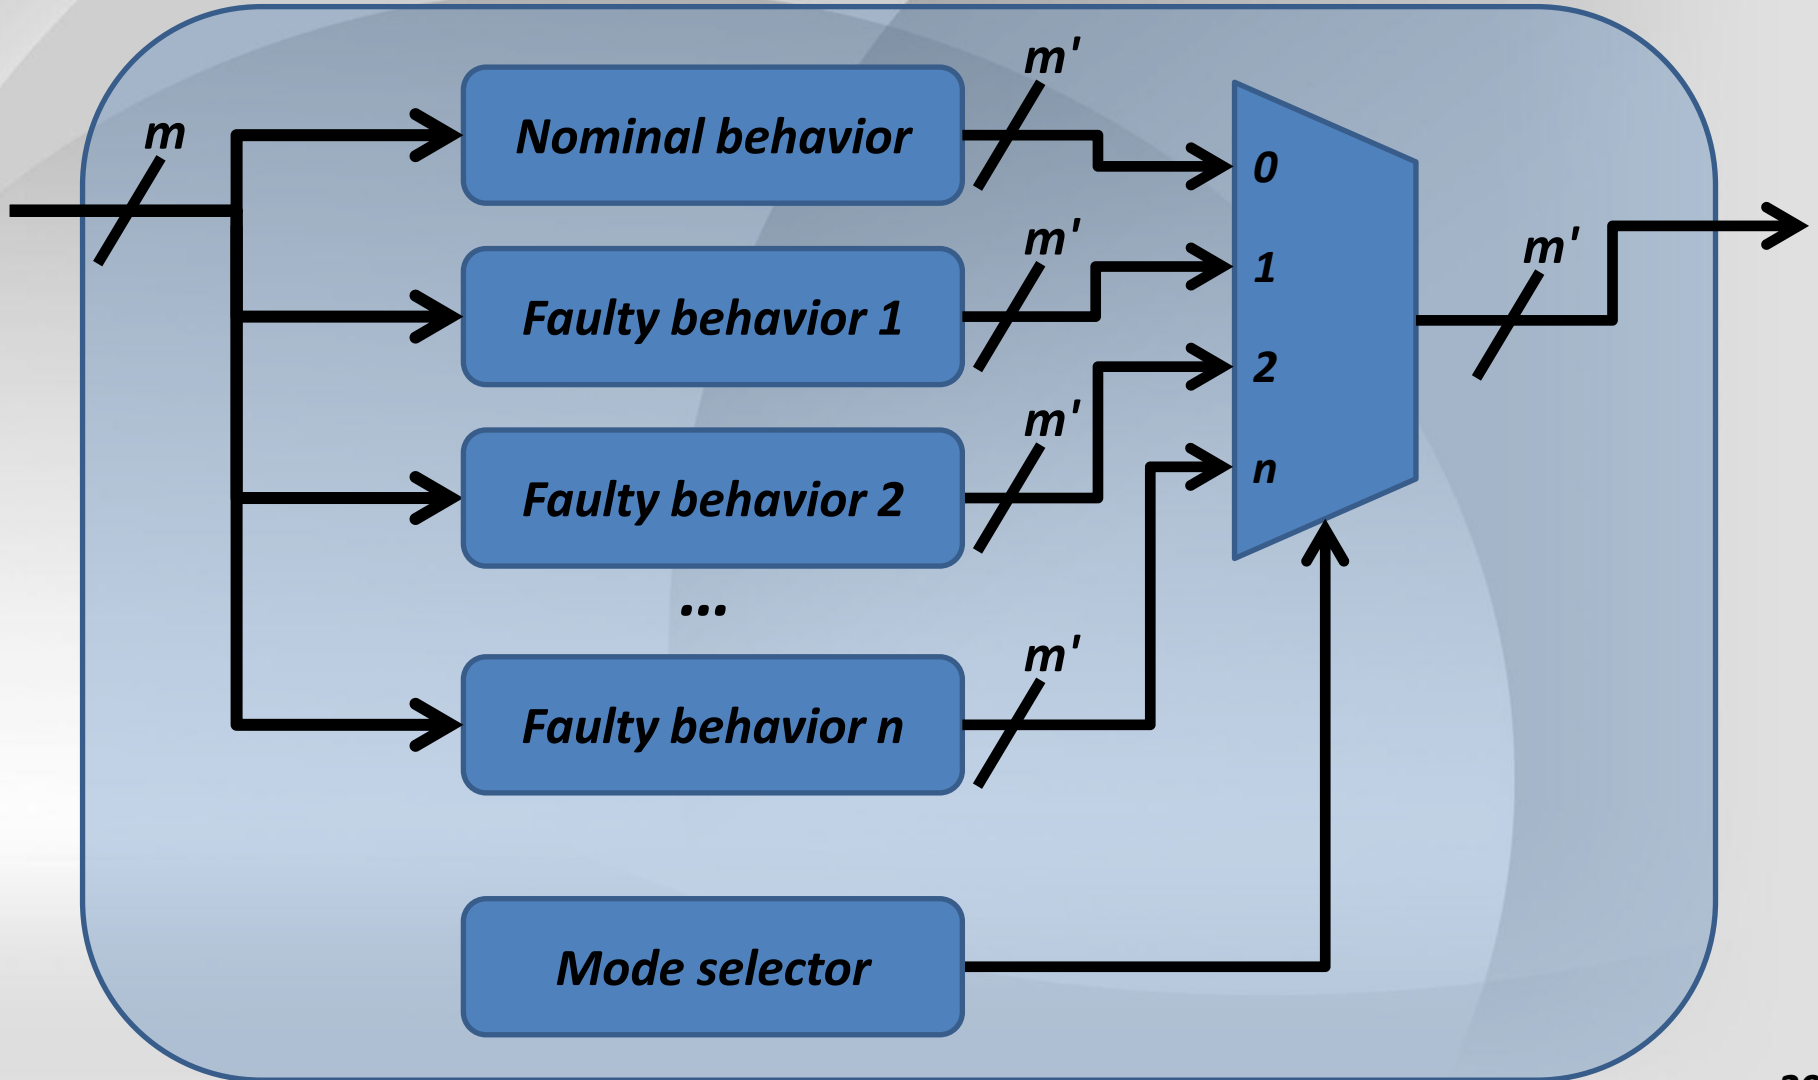 m
Nominal behavior
m'
0
Faulty behavior 1
m'
1
Faulty behavior 2
m'
2
...
Faulty behavior n
m'
n
m'
Mode selector